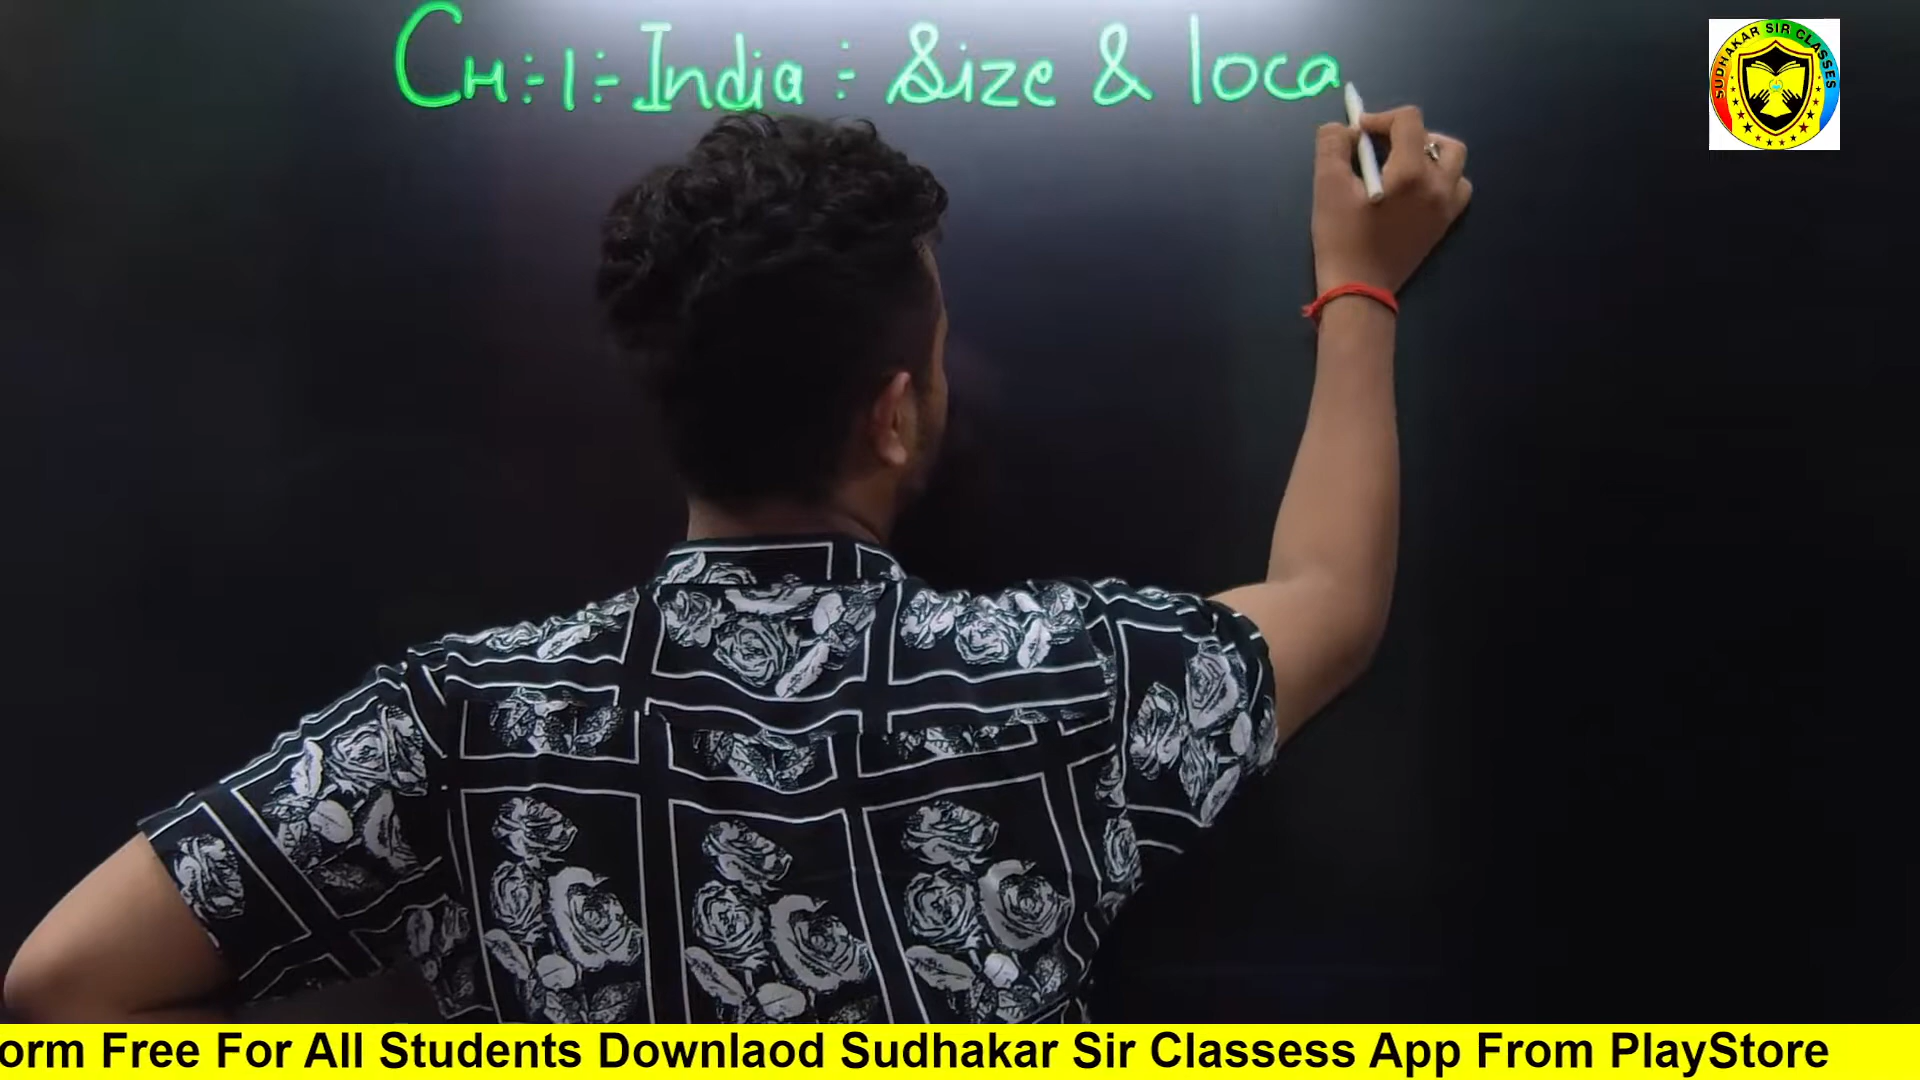 CH:-1:- India :- Size & loca
SUDHAKAR SIR CLASSES
orm Free For All Students Downlaod Sudhakar Sir Classess App From PlayStore